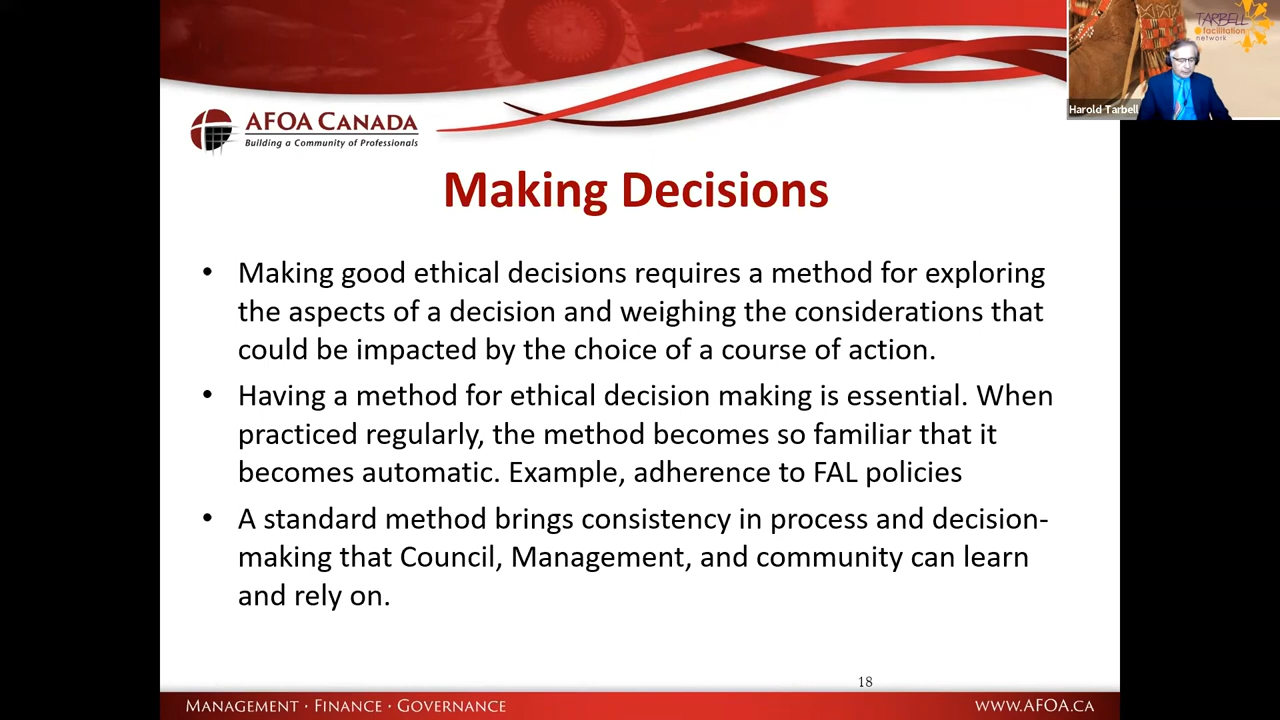 TARBELL
facilitation
network
Harold Tarbell
AFOA CANADA
Building a Community of Professionals
Making Decisions
• Making good ethical decisions requires a method for exploring
the aspects of a decision and weighing the considerations that
could be impacted by the choice of a course of action.
• Having a method for ethical decision making is essential. When
practiced regularly, the method becomes so familiar that it
becomes automatic. Example, adherence to FAL policies
• A standard method brings consistency in process and decision-
making that Council, Management, and community can learn
and rely on.
18
MANAGEMENT · FINANCE · GOVERNANCE
WWW.AFOA.CA